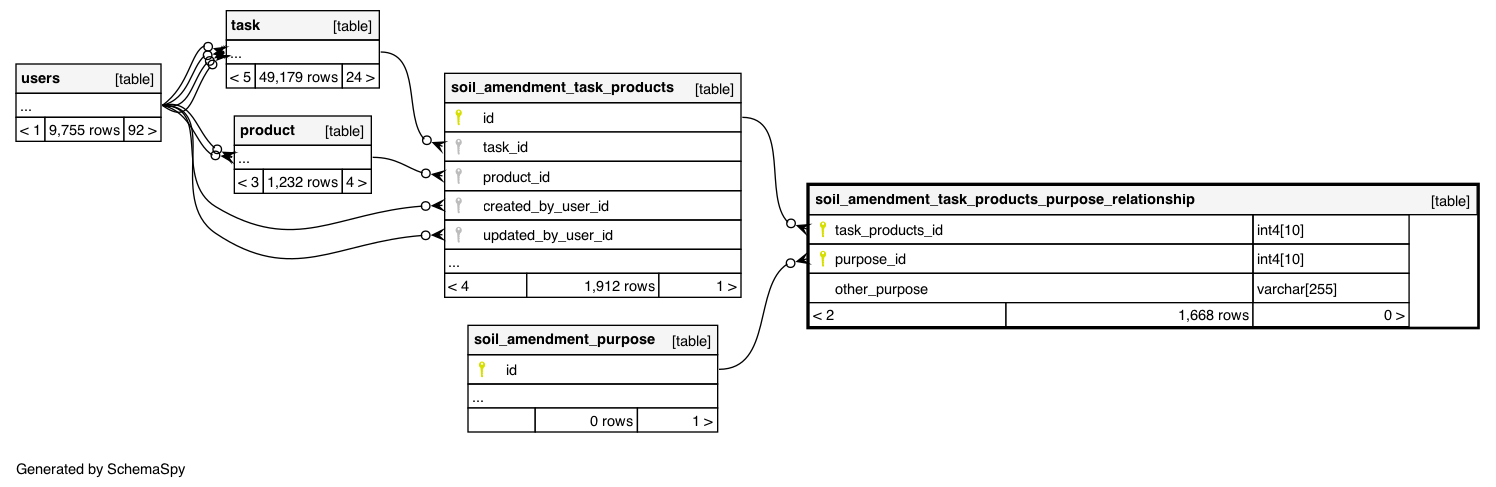 task [table]
...
< 5 49,179 rows 24 >
users [table]
...
< 1 9,755 rows 92 >
product [table]
...
< 3 1,232 rows 4 >
soil_amendment_task_products [table]
id
task_id
product_id
created_by_user_id
updated_by_user_id
...
< 4 1,912 rows 1 >
soil_amendment_task_products_purpose_relationship [table]
task_products_id int4[10]
purpose_id int4[10]
other_purpose varchar[255]
< 2 1,668 rows 0 >
soil_amendment_purpose [table]
id
...
0 rows 1 >
Generated by SchemaSpy